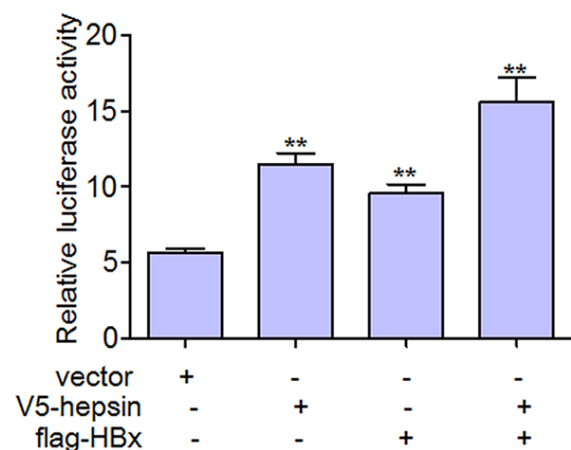 Relative luciferase activity
20
15
10
5
0
**
**
**
vector + - - -
V5-hepsin - + - +
flag-HBx - - + +